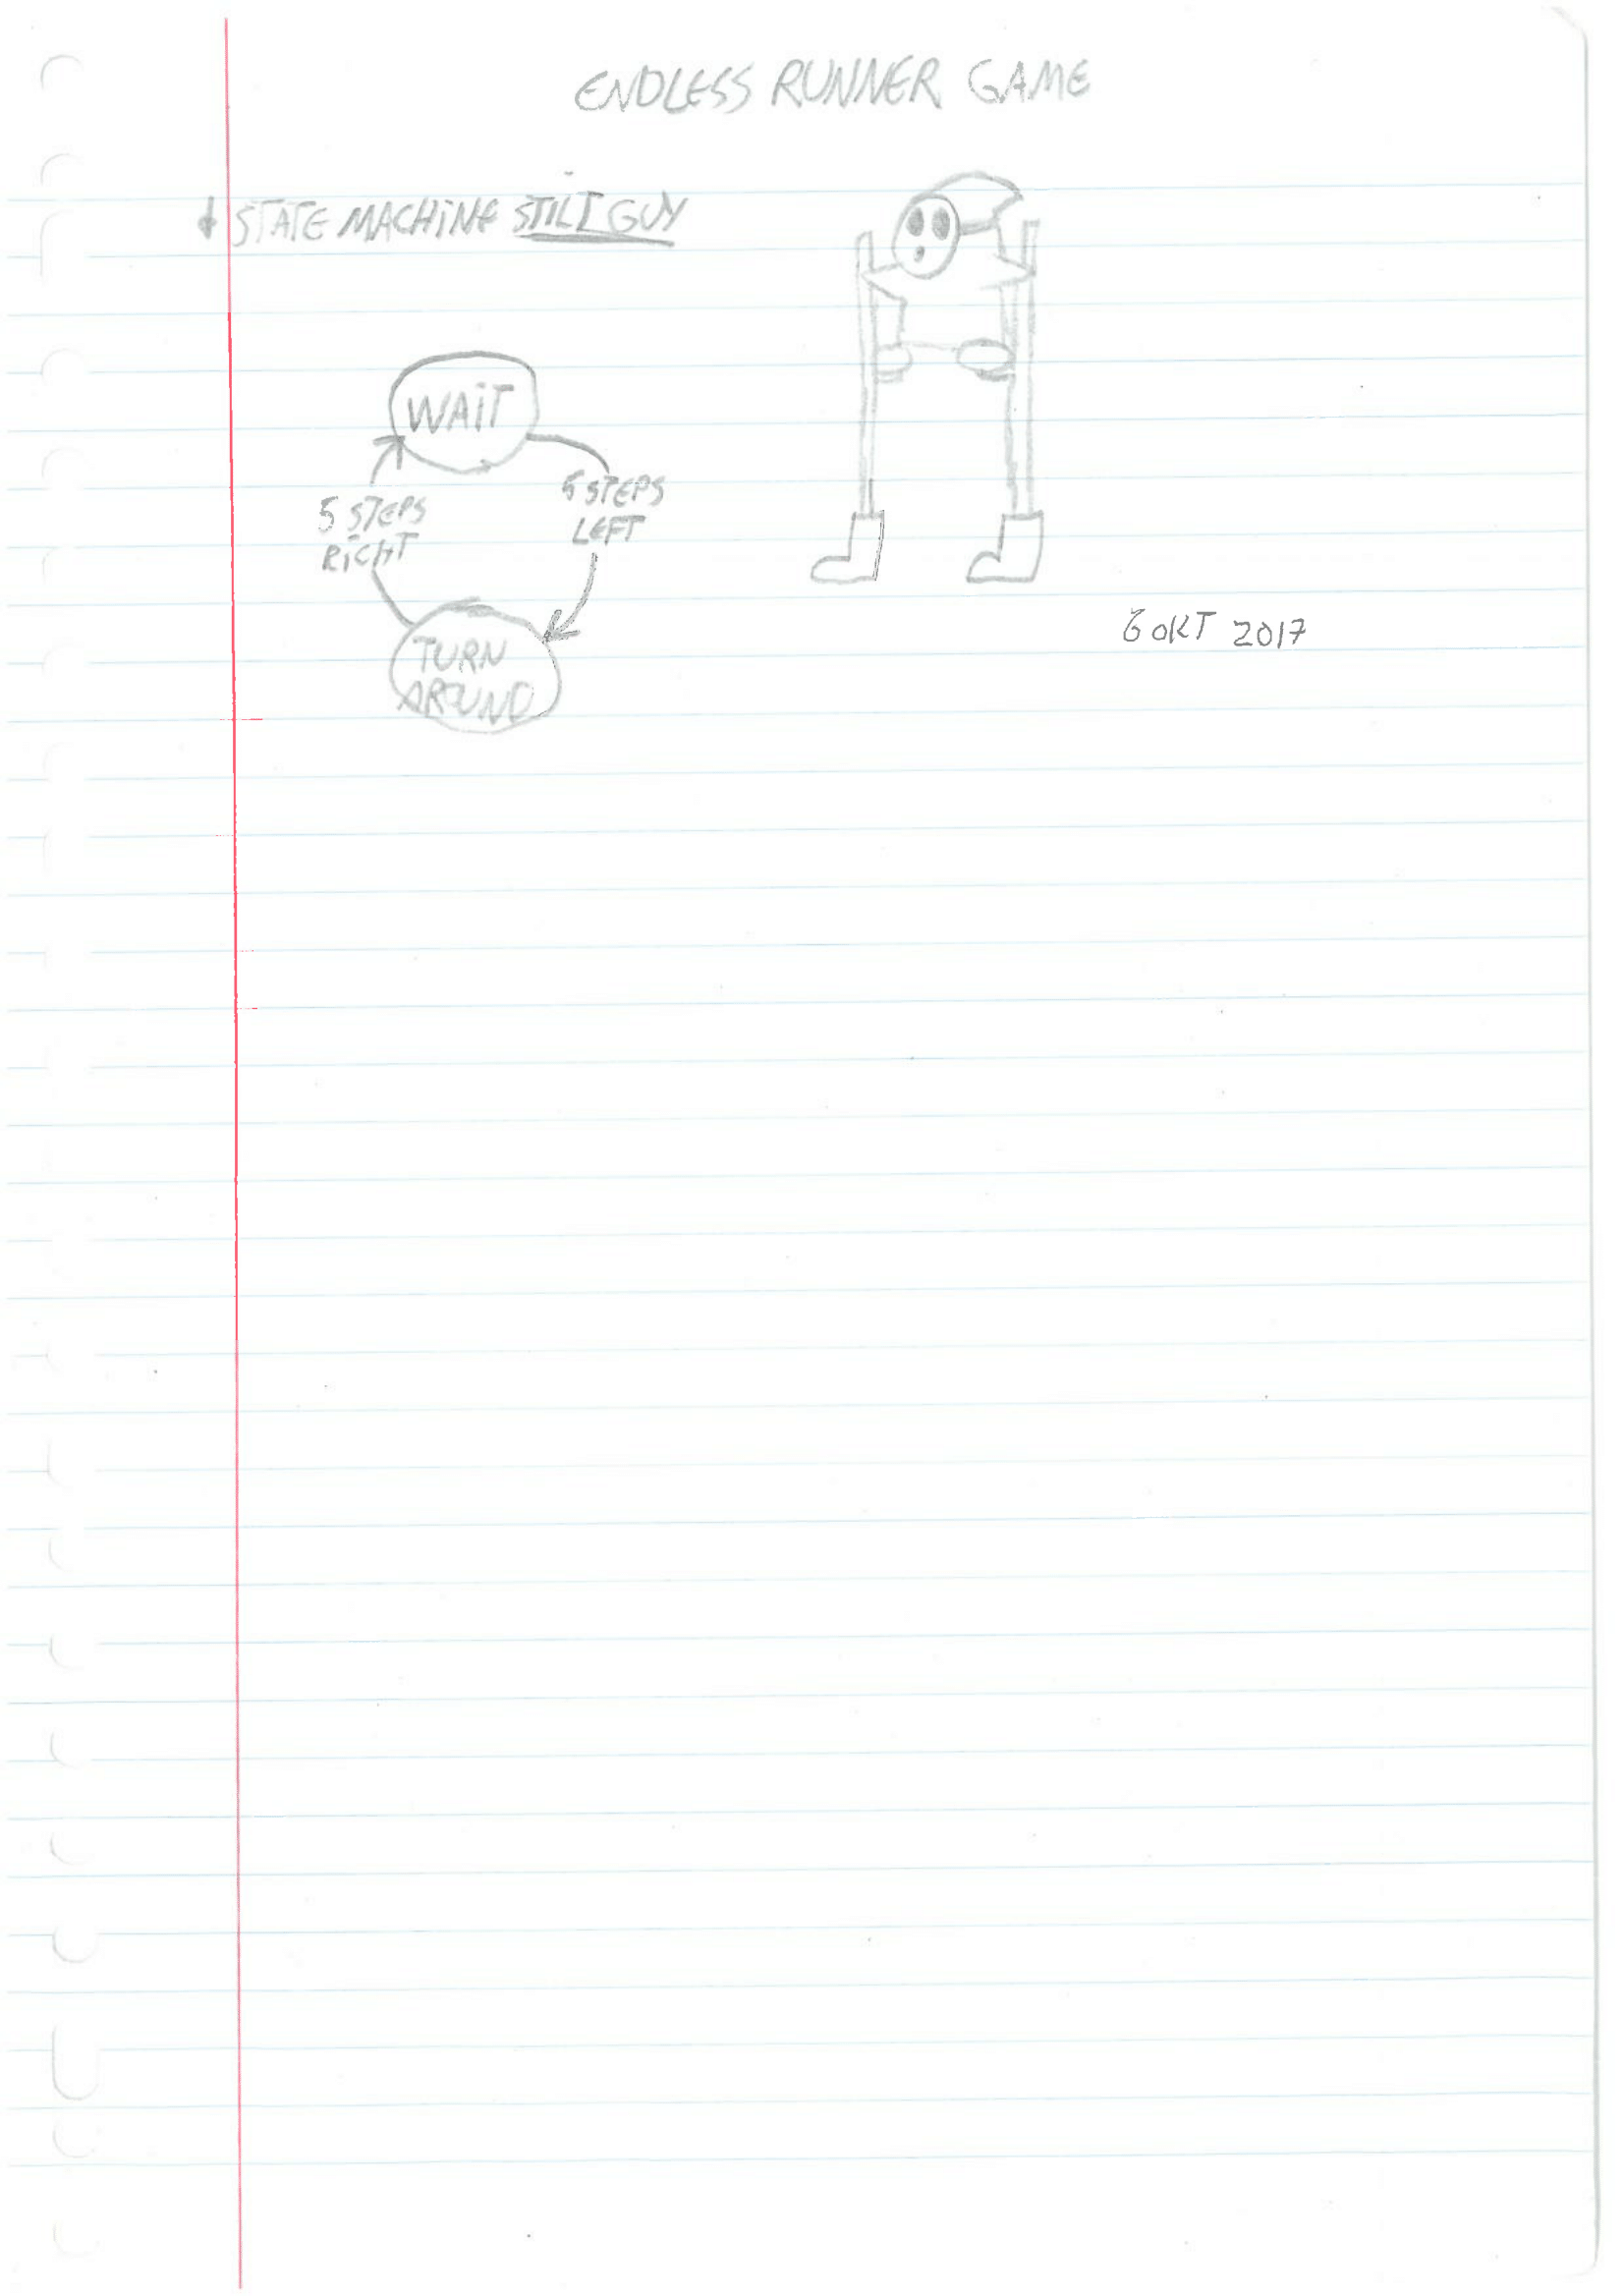 ENDLESS RUNNER GAME
↓ STATE MACHINE STILT GUY
WAiT
5 STEPS
RiGHT
5 STEPS
LEFT
TURN
AROUND
6 OKT 2017